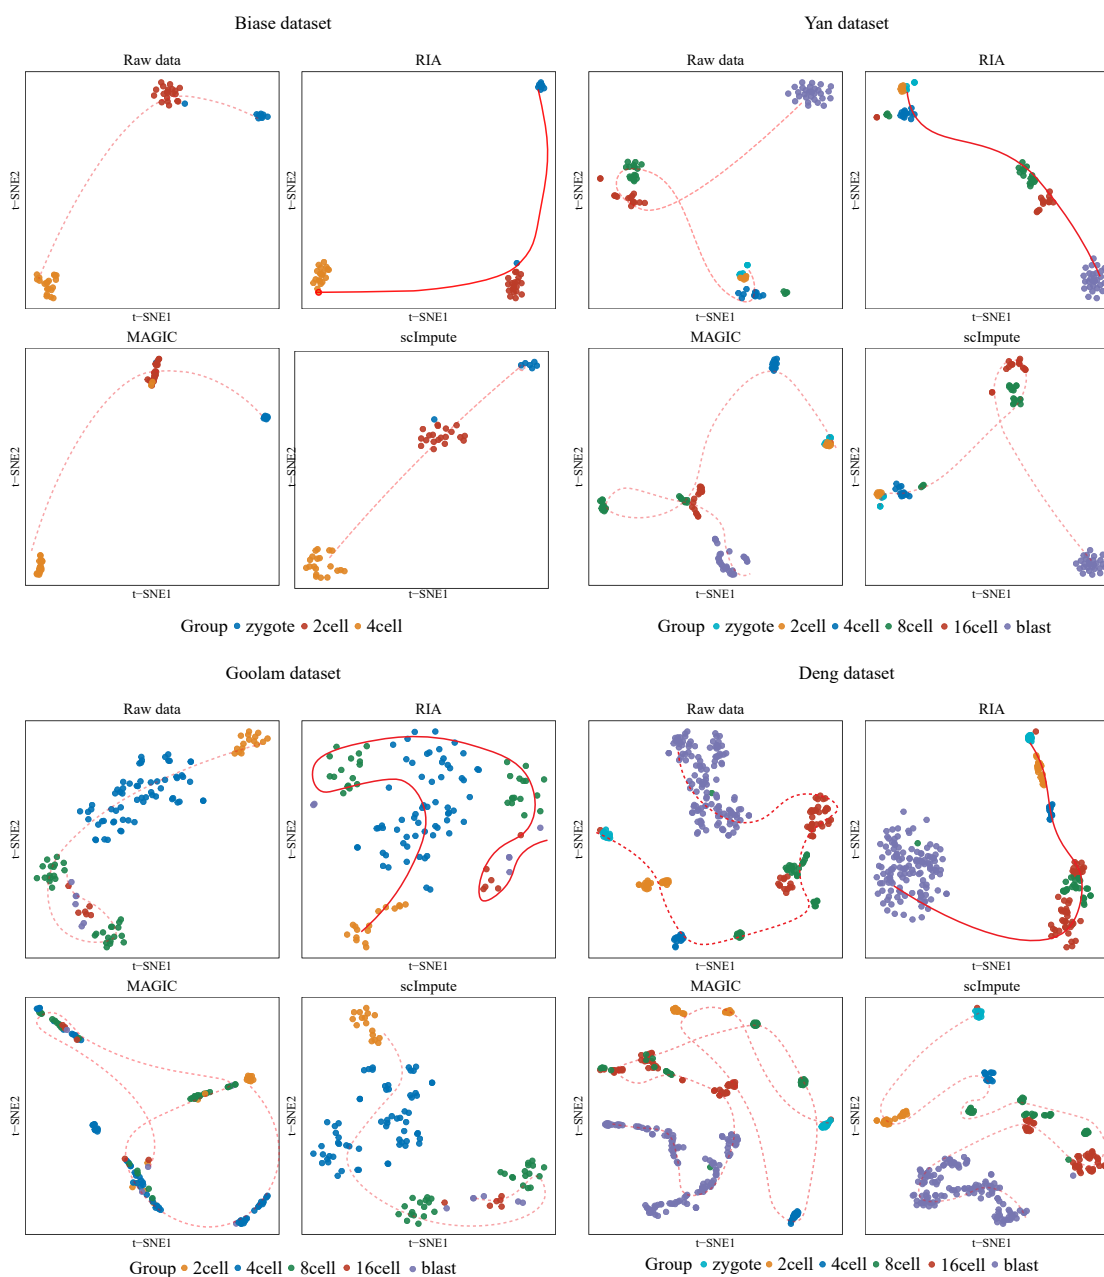 Biase dataset
Yan dataset
Raw data
RIA
Raw data
RIA
t−SNE2
t−SNE2
t−SNE2
t−SNE2
t−SNE1
t−SNE1
t−SNE1
t−SNE1
MAGIC
scImpute
MAGIC
scImpute
t−SNE2
t−SNE2
t−SNE2
t−SNE2
t−SNE1
t−SNE1
t−SNE1
t−SNE1
Group zygote 2cell 4cell
Group zygote 2cell 4cell 8cell 16cell blast
Goolam dataset
Deng dataset
Raw data
RIA
Raw data
RIA
t−SNE2
t−SNE2
t−SNE2
t−SNE2
t−SNE1
t−SNE1
t−SNE1
t−SNE1
MAGIC
scImpute
MAGIC
scImpute
t−SNE2
t−SNE2
t−SNE2
t−SNE2
t−SNE1
t−SNE1
t−SNE1
t−SNE1
Group 2cell 4cell 8cell 16cell blast
Group zygote 2cell 4cell 8cell 16cell blast